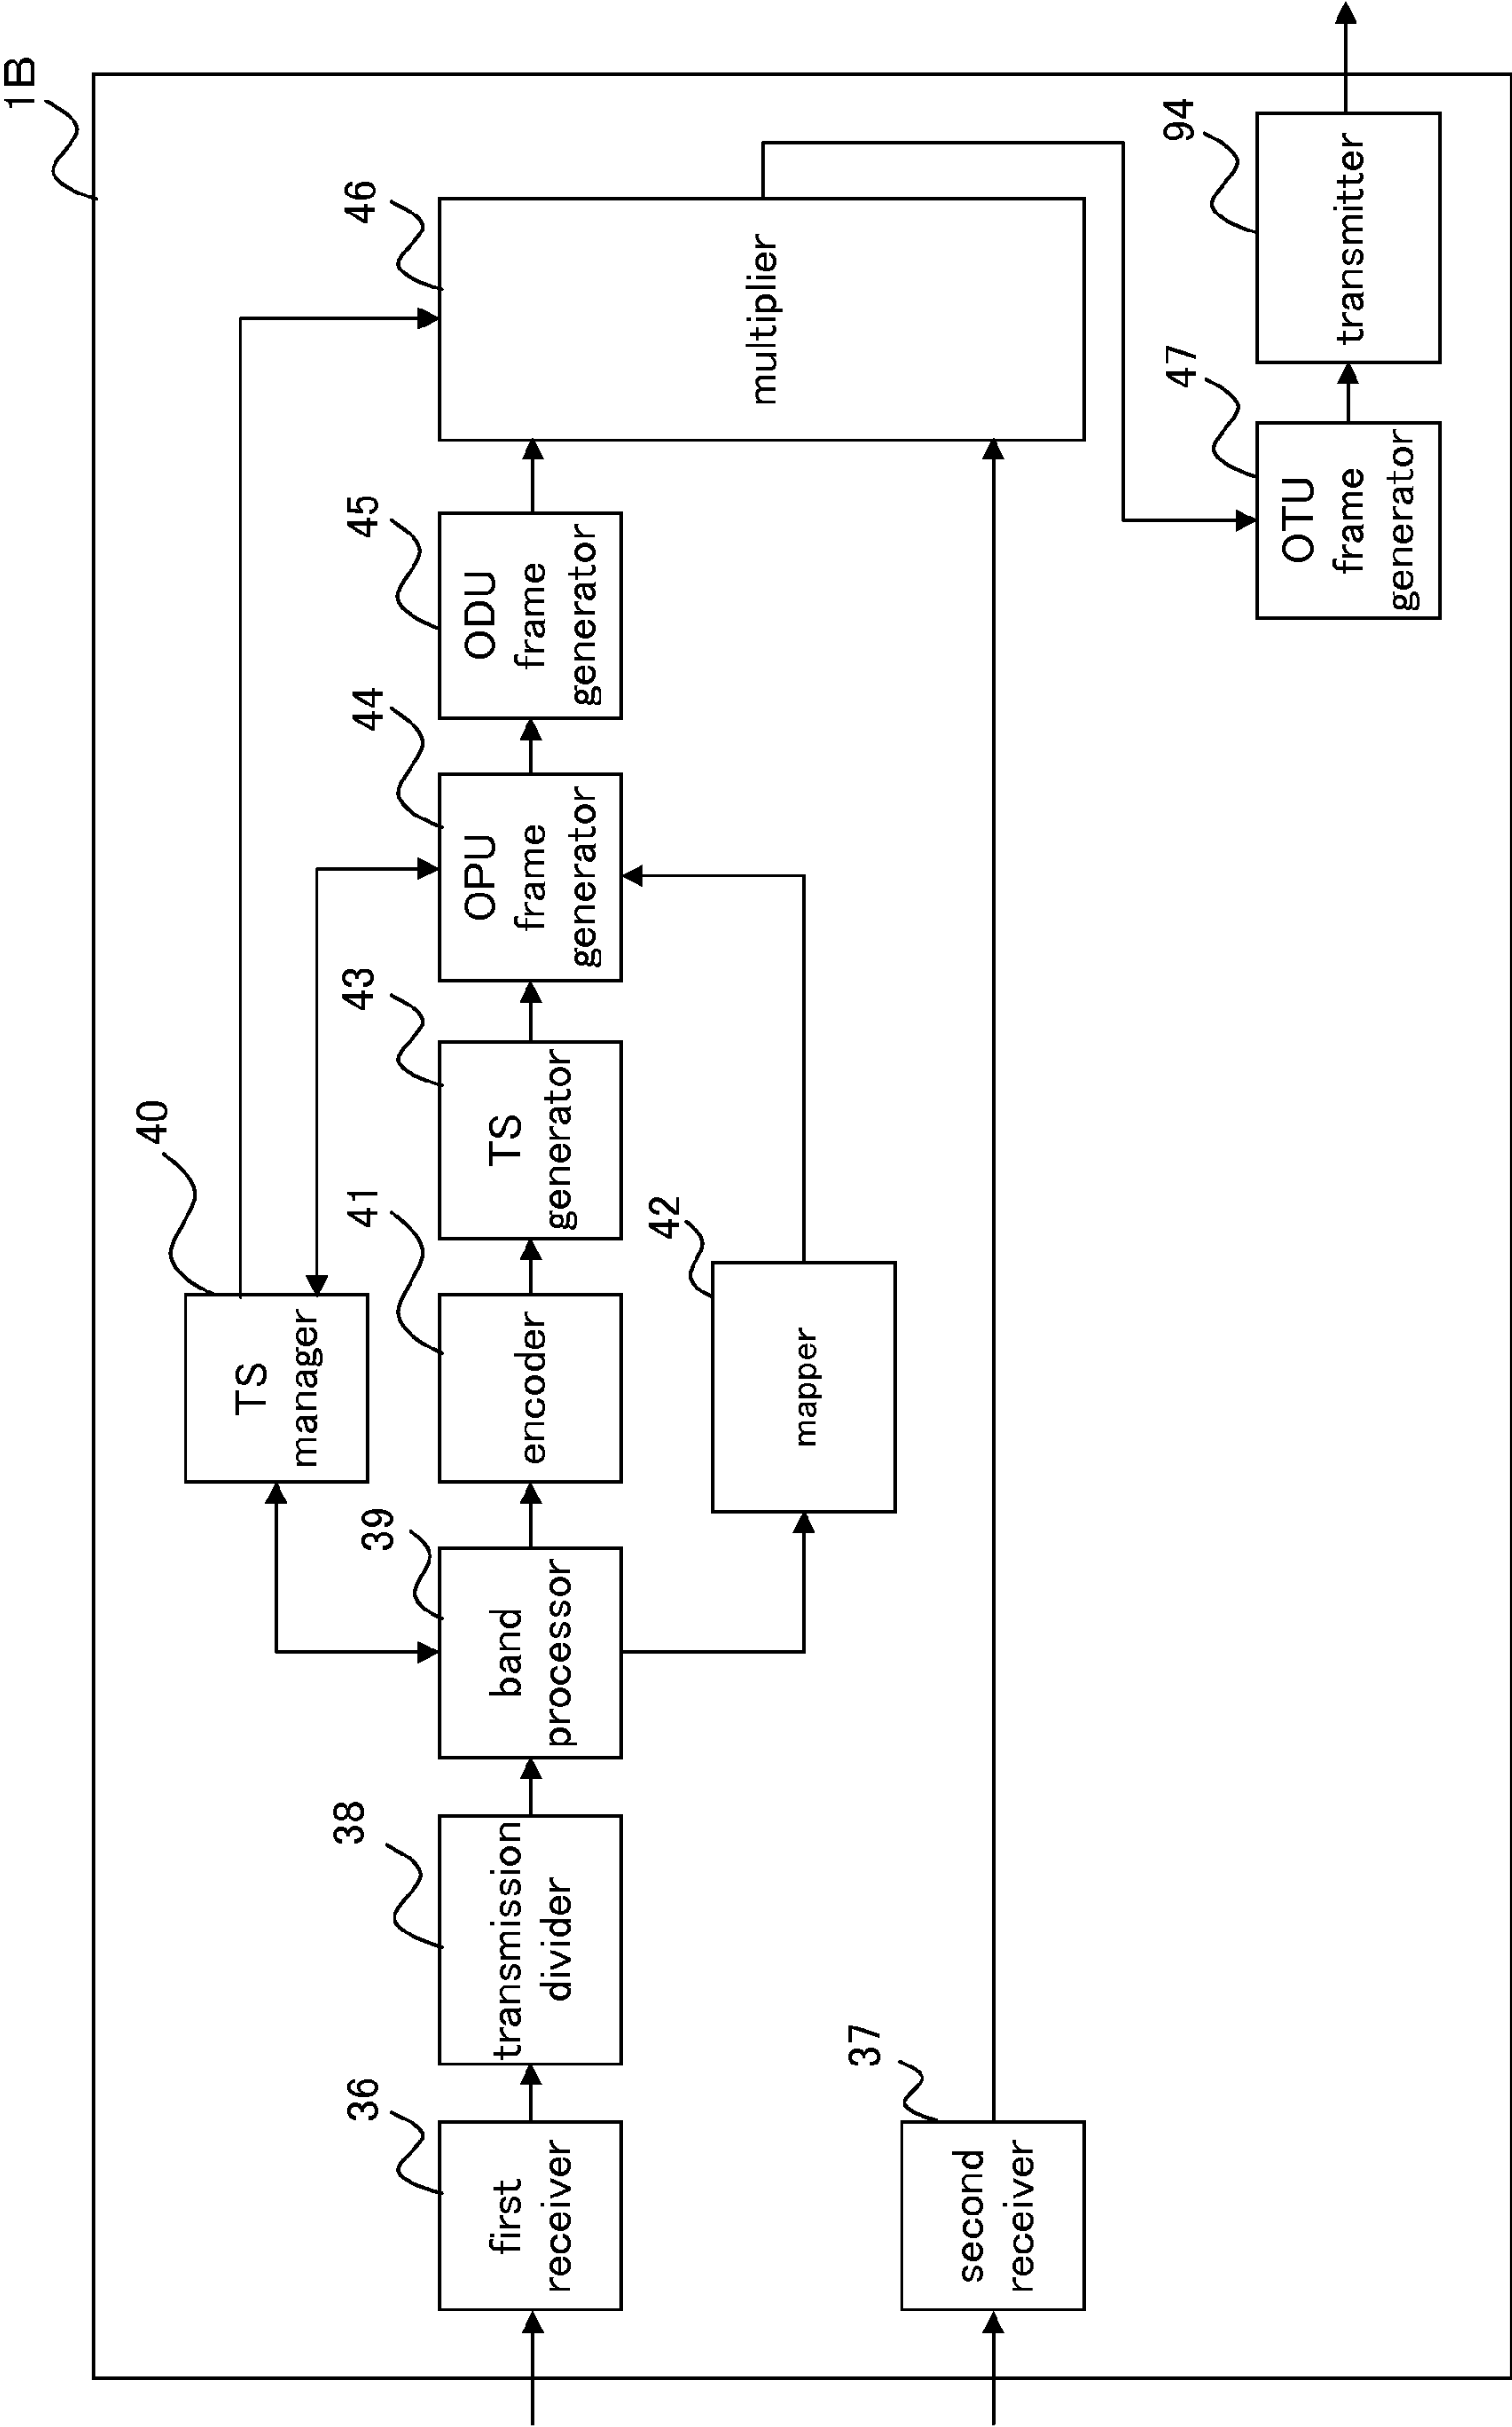 1B
40
TS
manager
36
first
receiver
38
transmission
divider
39
band
processor
41
encoder
43
TS
generator
44
OPU
frame
generator
45
ODU
frame
generator
46
multiplier
42
mapper
37
second
receiver
47
OTU
frame
generator
94
transmitter